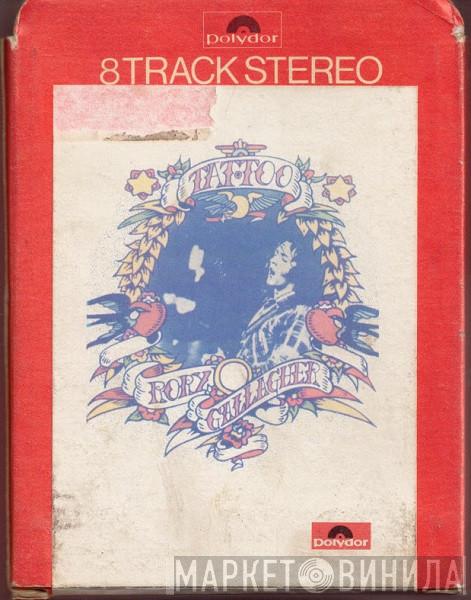 polydor
8 TRACK STEREO
TATTOO
RORY
GALLAGHER
polydor
МАРКЕТ ВИНИЛА